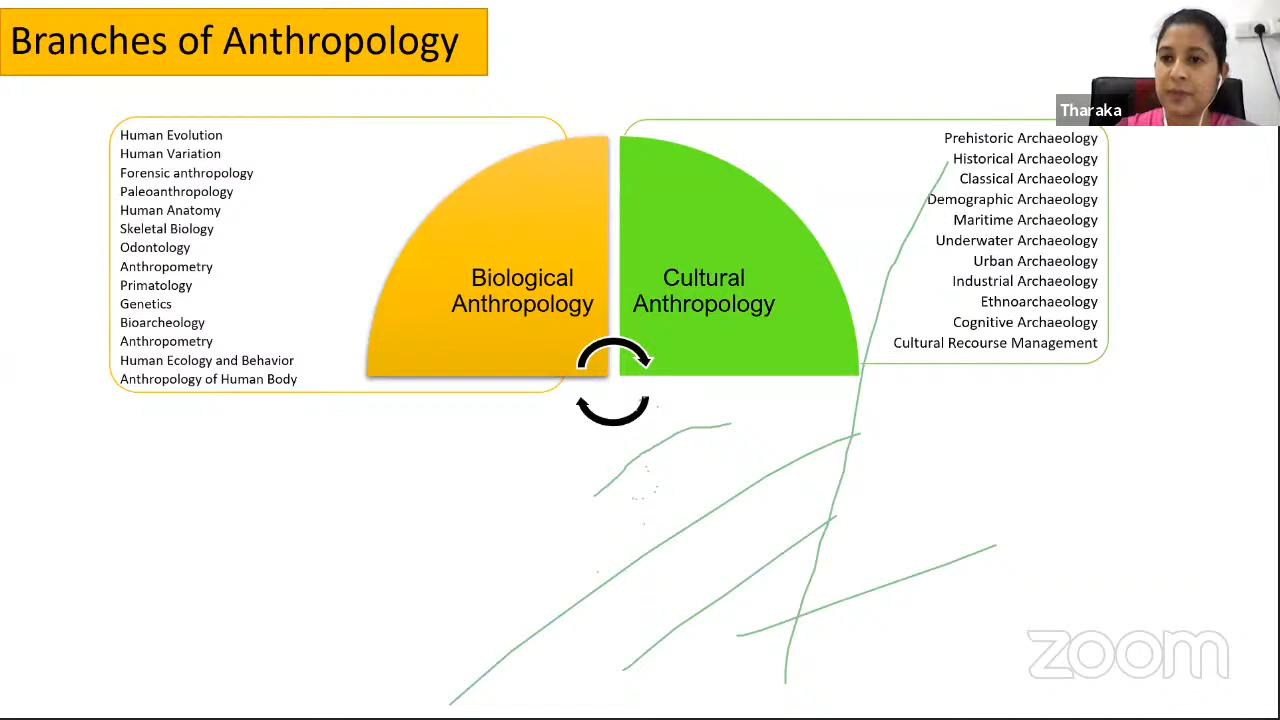 Branches of Anthropology
Tharaka
Human Evolution
Human Variation
Forensic anthropology
Paleoanthropology
Human Anatomy
Skeletal Biology
Odontology
Anthropometry
Primatology
Genetics
Bioarcheology
Anthropometry
Human Ecology and Behavior
Anthropology of Human Body
Biological
Anthropology
Cultural
Anthropology
Prehistoric Archaeology
Historical Archaeology
Classical Archaeology
Demographic Archaeology
Maritime Archaeology
Underwater Archaeology
Urban Archaeology
Industrial Archaeology
Ethnoarchaeology
Cognitive Archaeology
Cultural Recourse Management
zoom